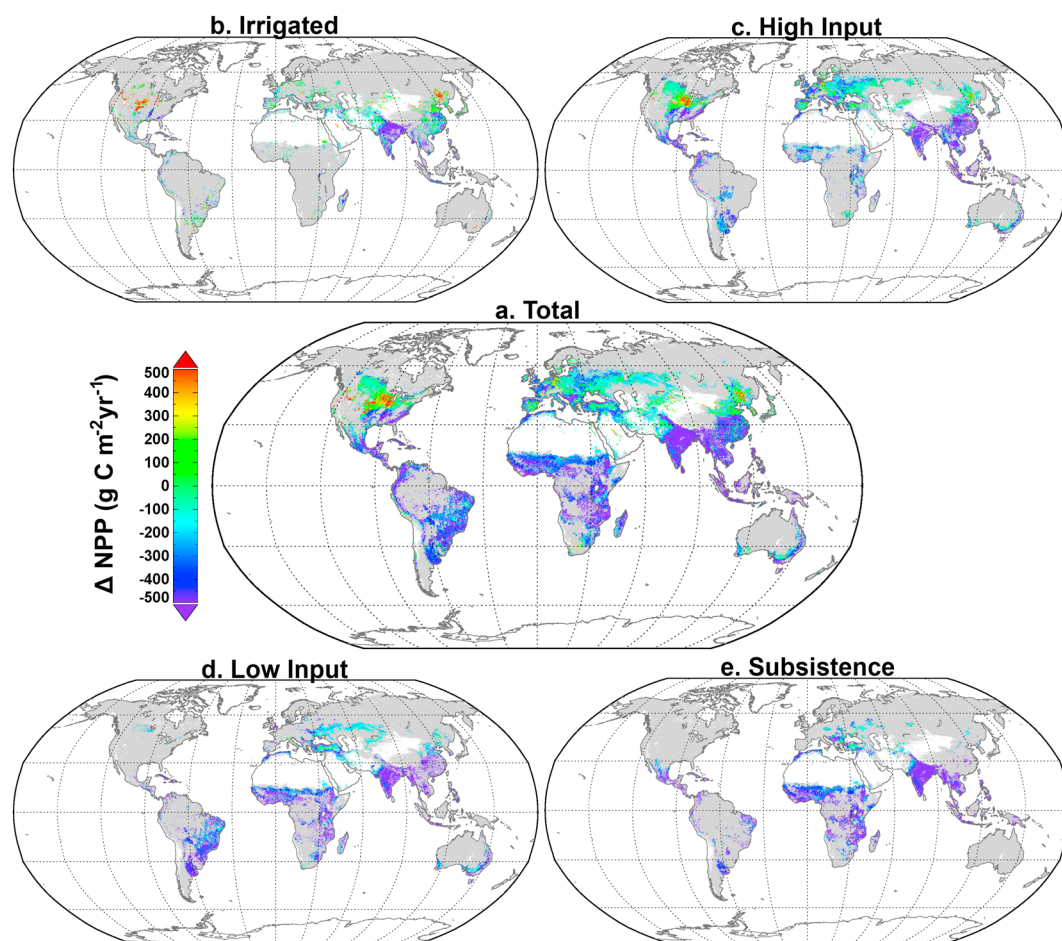 b. Irrigated
c. High Input
a. Total
Δ NPP (g C m⁻²yr⁻¹)
500
400
300
200
100
0
-100
-200
-300
-400
-500
d. Low Input
e. Subsistence